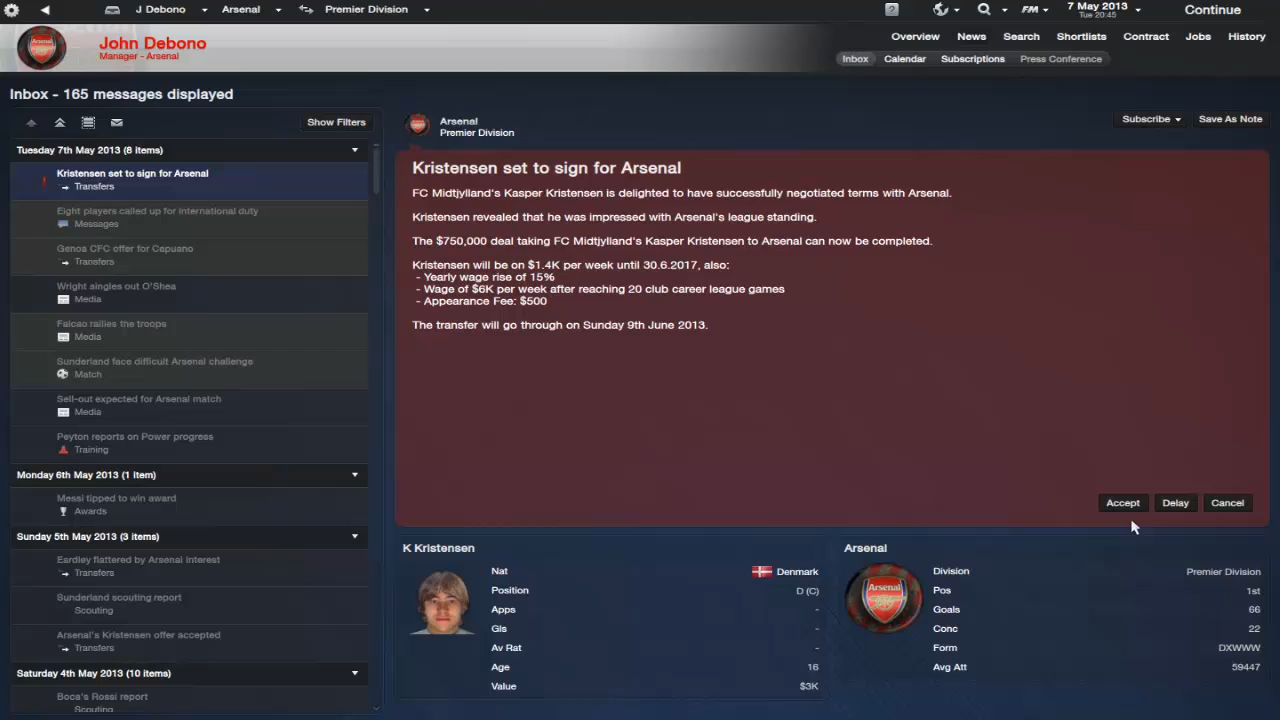 J Debono
Arsenal
Premier Division
?
FM
7 May 2013
Tue 20:45
Continue
John Debono
Manager - Arsenal
Overview
News
Search
Shortlists
Contract
Jobs
History
Inbox
Calendar
Subscriptions
Press Conference
Inbox - 165 messages displayed
Show Filters
Tuesday 7th May 2013 (8 items)
Kristensen set to sign for Arsenal
Transfers
Eight players called up for international duty
Messages
Genoa CFC offer for Capuano
Transfers
Wright singles out O'Shea
Media
Falcao rallies the troops
Media
Sunderland face difficult Arsenal challenge
Match
Sell-out expected for Arsenal match
Media
Peyton reports on Power progress
Training
Monday 6th May 2013 (1 item)
Messi tipped to win award
Awards
Sunday 5th May 2013 (3 items)
Eardley flattered by Arsenal interest
Transfers
Sunderland scouting report
Scouting
Arsenal's Kristensen offer accepted
Transfers
Saturday 4th May 2013 (10 items)
Boca's Rossi report
Scouting
Arsenal
Premier Division
Subscribe
Save As Note
Kristensen set to sign for Arsenal
FC Midtjylland's Kasper Kristensen is delighted to have successfully negotiated terms with Arsenal.
Kristensen revealed that he was impressed with Arsenal's league standing.
The $750,000 deal taking FC Midtjylland's Kasper Kristensen to Arsenal can now be completed.
Kristensen will be on $1.4K per week until 30.6.2017, also:
- Yearly wage rise of 15%
- Wage of $6K per week after reaching 20 club career league games
- Appearance Fee: $500
The transfer will go through on Sunday 9th June 2013.
Accept
Delay
Cancel
K Kristensen
Nat
Denmark
Position
D (C)
Apps
-
Gls
-
Av Rat
-
Age
16
Value
$3K
Arsenal
Arsenal
Division
Premier Division
Pos
1st
Goals
66
Conc
22
Form
DXWWW
Avg Att
59447